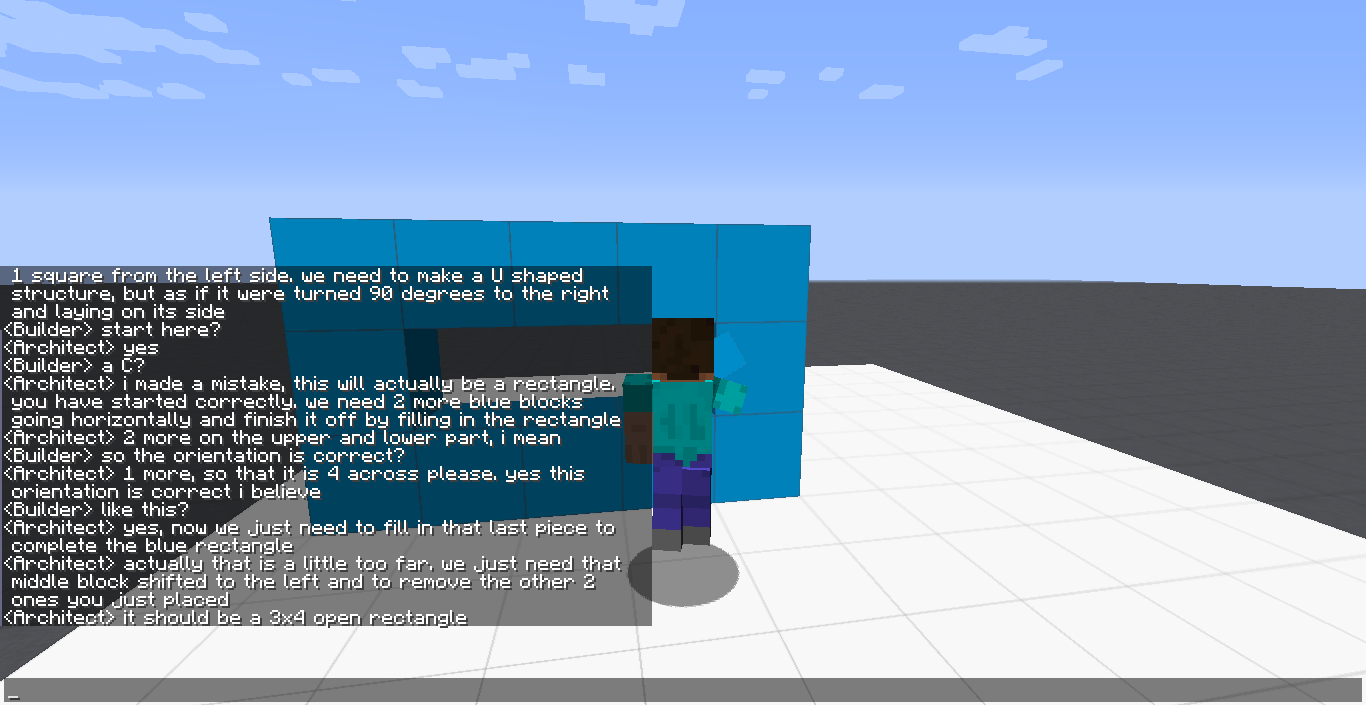 1 square from the left side. we need to make a U shaped
structure, but as if it were turned 90 degrees to the right
and laying on its side
<Builder> start here?
<Architect> yes
<Builder> a C?
<Architect> i made a mistake, this will actually be a rectangle.
you have started correctly. we need 2 more blue blocks
going horizontally and finish it off by filling in the rectangle
<Architect> 2 more on the upper and lower part, i mean
<Builder> so the orientation is correct?
<Architect> 1 more, so that it is 4 across please. yes this
orientation is correct i believe
<Builder> like this?
<Architect> yes, now we just need to fill in that last piece to
complete the blue rectangle
<Architect> actually that is a little too far. we just need that
middle block shifted to the left and to remove the other 2
ones you just placed
<Architect> it should be a 3x4 open rectangle
_